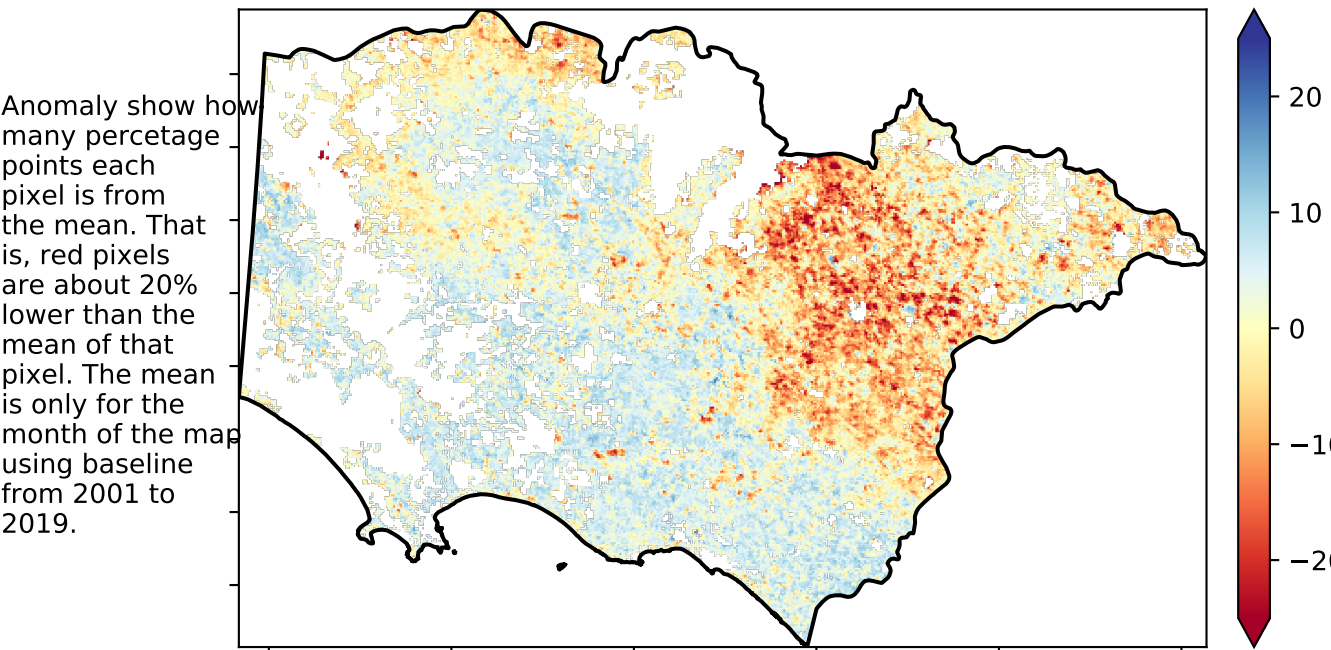 Anomaly show how
many percetage
points each
pixel is from
the mean. That
is, red pixels
are about 20%
lower than the
mean of that
pixel. The mean
is only for the
month of the map
using baseline
from 2001 to
2019.
20
10
0
−10
−20